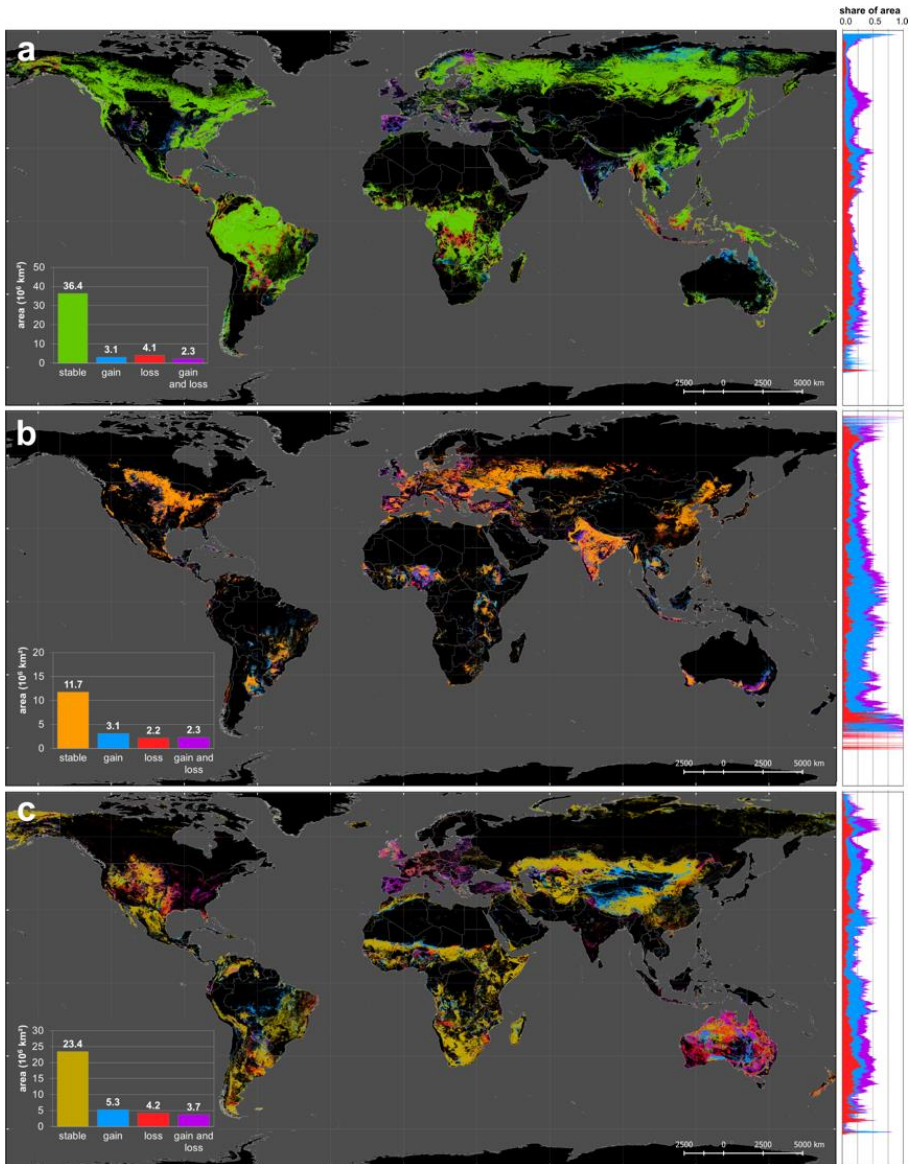 share of area
0.0 0.5 1.0
a
area (10⁶ km²)
50
40
30
20
10
0
36.4
3.1
4.1
2.3
stable gain loss gain and loss
2500 0 2500 5000 km
b
area (10⁶ km²)
20
15
10
5
0
11.7
3.1
2.2
2.3
stable gain loss gain and loss
2500 0 2500 5000 km
c
area (10⁶ km²)
30
25
20
15
10
5
0
23.4
5.3
4.2
3.7
stable gain loss gain and loss
2500 0 2500 5000 km